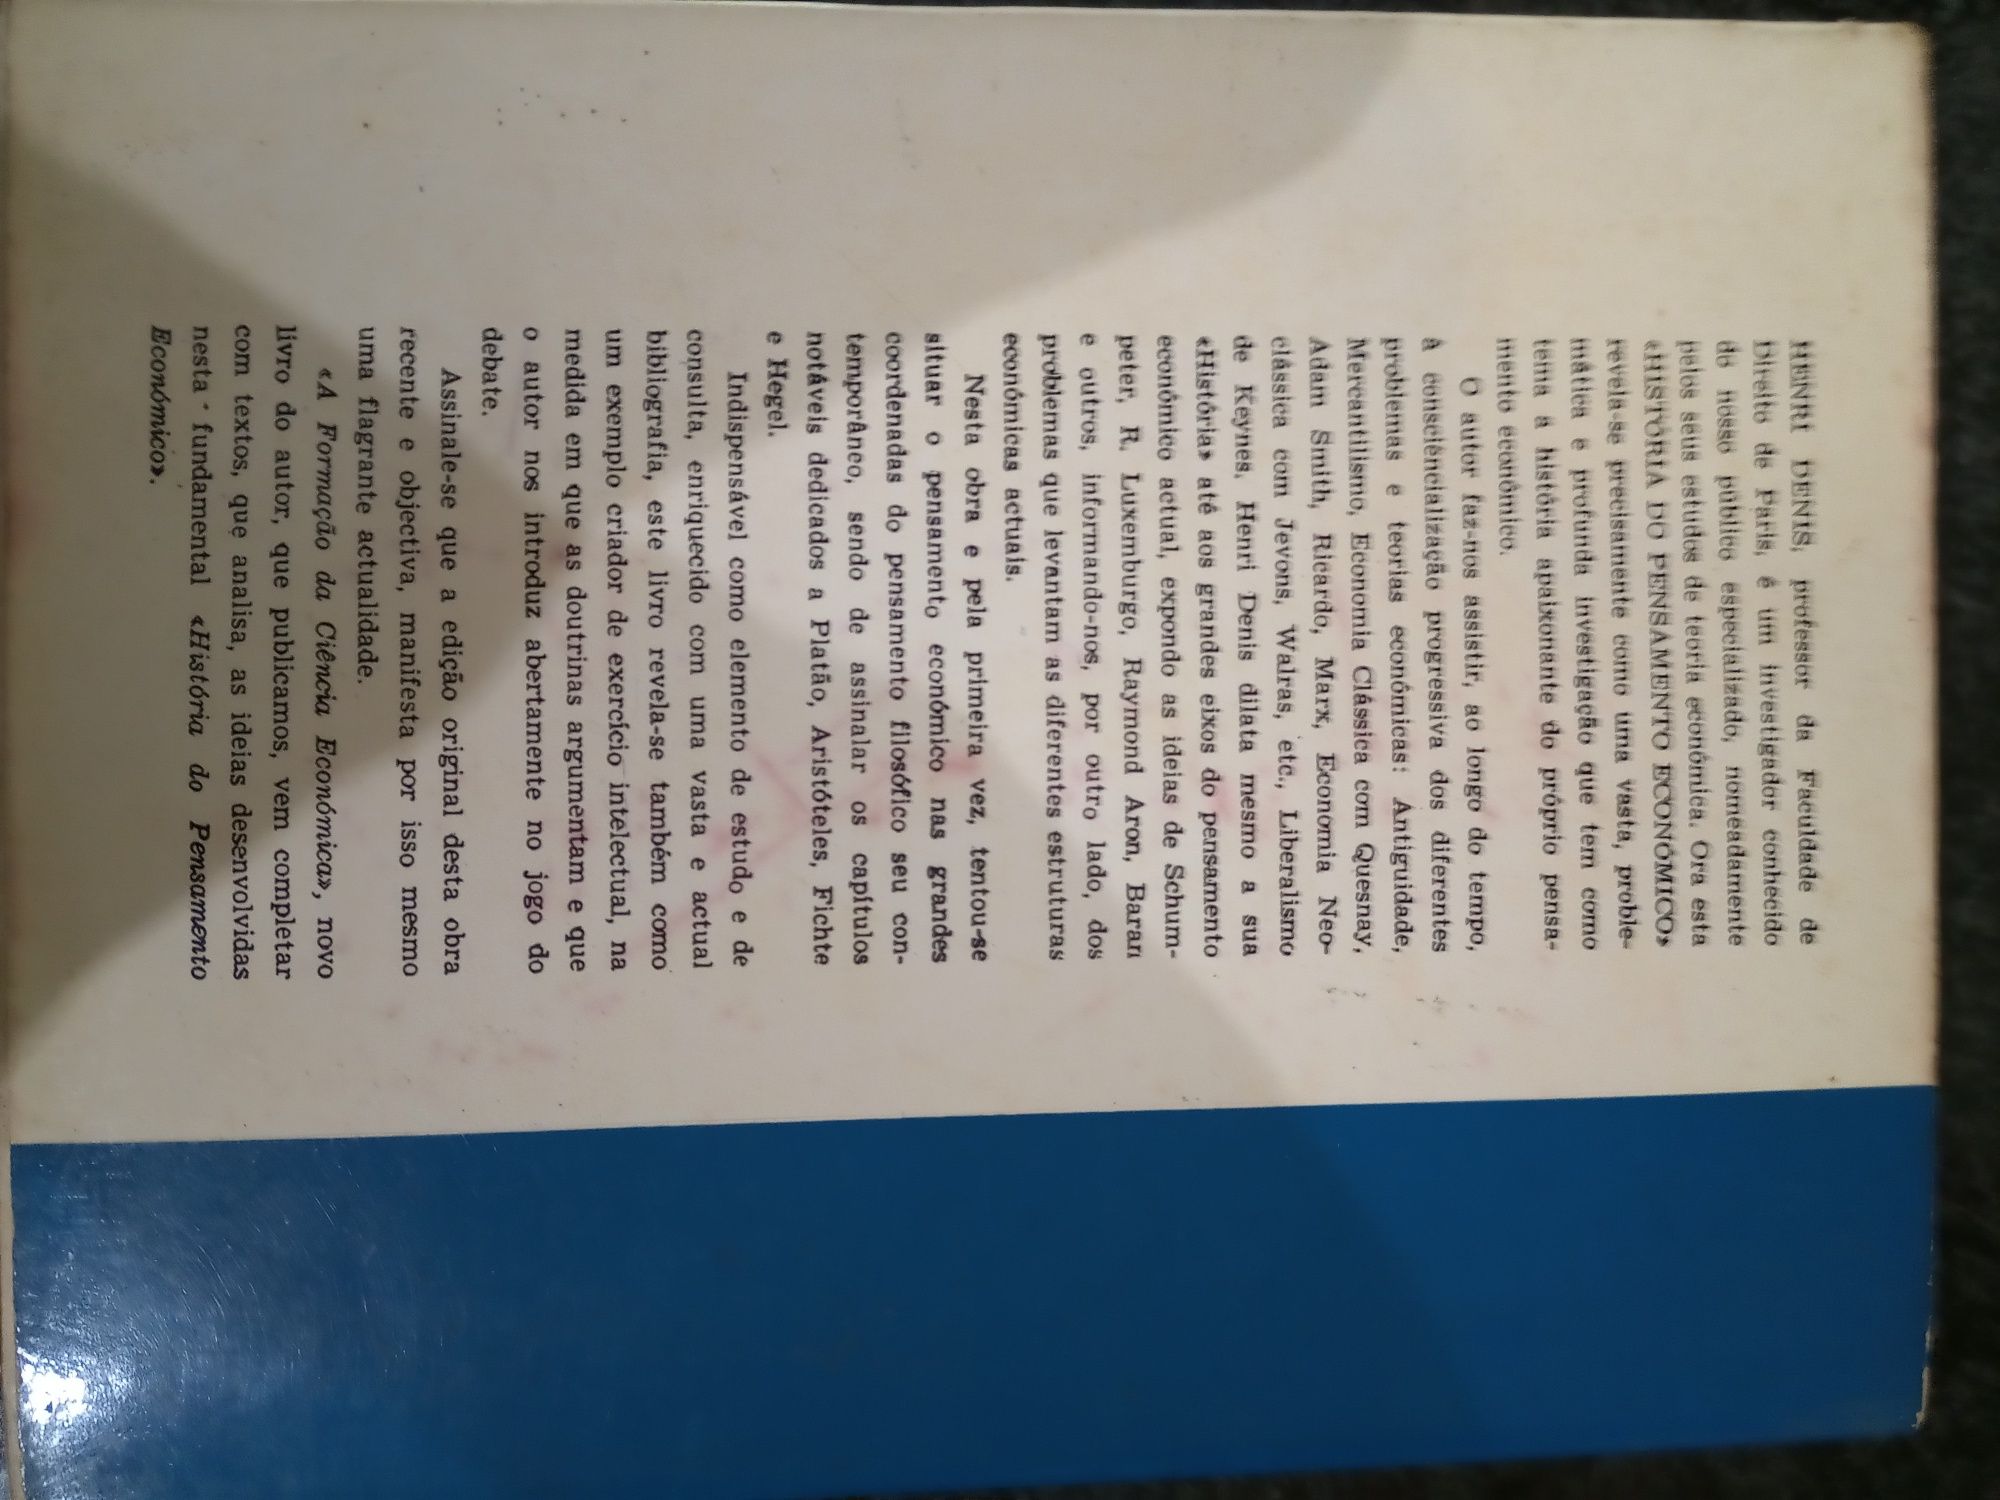 HENRI DENIS, professor da Faculdade de
Direito de Paris, é um investigador conhecido
do nosso público especializado, nomeadamente
pelos seus estudos de teoria económica. Ora esta
«HISTÓRIA DO PENSAMENTO ECONÓMICO»
revela-se precisamente como uma vasta, proble-
mática e profunda investigação que tem como
tema a história apaixonante do próprio pensa-
mento económico.
O autor faz-nos assistir, ao longo do tempo,
à consciêncialização progressiva dos diferentes
problemas e teorias económicas: Antiguidade,
Mercantilismo, Economia Clássica com Quesnay,
Adam Smith, Ricardo, Marx, Economia Neo-
clássica com Jevons, Walras, etc., Liberalismo
de Keynes. Henri Denis dilata mesmo a sua
«História» até aos grandes eixos do pensamento
económico actual, expondo as ideias de Schum-
peter, R. Luxemburgo, Raymond Aron, Baran
e outros, informando-nos, por outro lado, dos
problemas que levantam as diferentes estruturas
económicas actuais.
Nesta obra e pela primeira vez, tentou-se
situar o pensamento económico nas grandes
coordenadas do pensamento filosófico seu con-
temporâneo, sendo de assinalar os capítulos
notáveis dedicados a Platão, Aristóteles, Fichte
e Hegel.
Indispensável como elemento de estudo e de
consulta, enriquecido com uma vasta e actual
bibliografia, este livro revela-se também como
um exemplo criador de exercício intelectual, na
medida em que as doutrinas argumentam e que
o autor nos introduz abertamente no jogo do
debate.
Assinale-se que a edição original desta obra
recente e objectiva, manifesta por isso mesmo
uma flagrante actualidade.
«A Formação da Ciência Económica», novo
livro do autor, que publicamos, vem completar
com textos, que analisa, as ideias desenvolvidas
nesta fundamental «História do Pensamento
Económico».